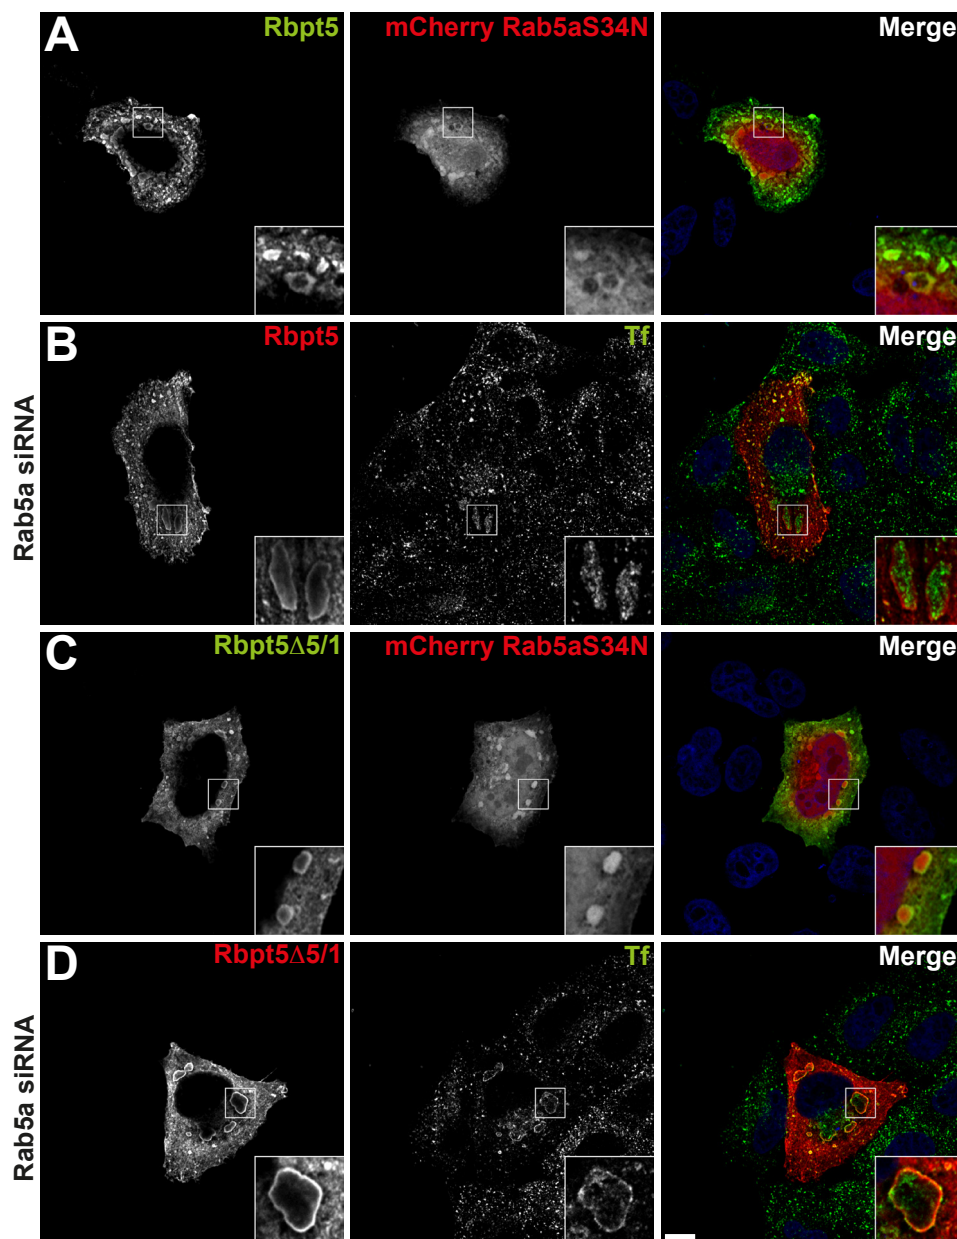 A Rbpt5 mCherry Rab5aS34N Merge
B Rbpt5 Tf Merge
Rab5a siRNA
C Rbpt5Δ5/1 mCherry Rab5aS34N Merge
D Rbpt5Δ5/1 Tf Merge
Rab5a siRNA